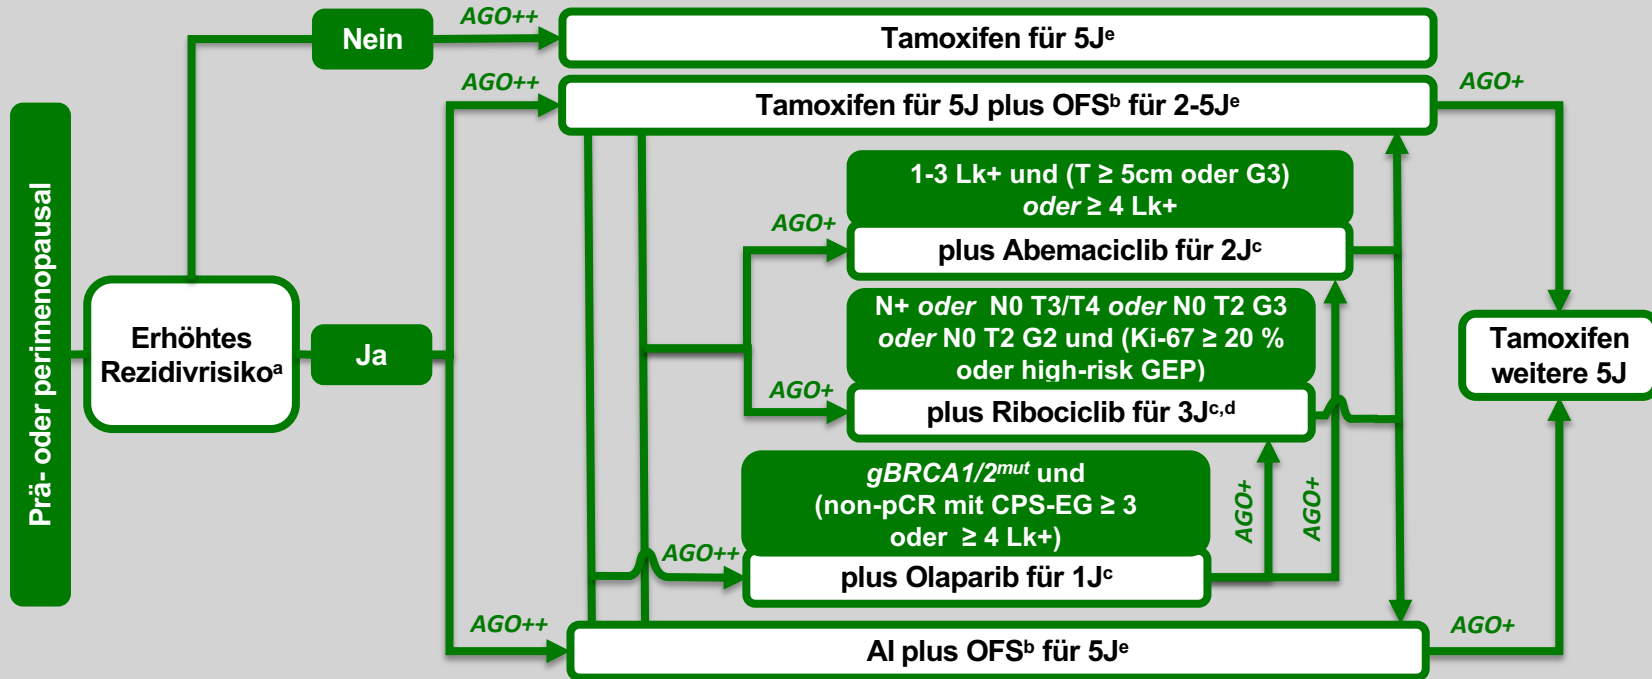 Prä- oder perimenopausal
Erhöhtes
Rezidivrisikoᵃ
Nein
AGO++
Tamoxifen für 5Jᵉ
Ja
AGO++
Tamoxifen für 5J plus OFSᵇ für 2-5Jᵉ
AGO+
1-3 Lk+ und (T ≥ 5cm oder G3)
oder ≥ 4 Lk+
AGO+
plus Abemaciclib für 2Jᶜ
N+ oder N0 T3/T4 oder N0 T2 G3
oder N0 T2 G2 und (Ki-67 ≥ 20 %
oder high-risk GEP)
AGO+
plus Ribociclib für 3Jᶜ,ᵈ
gBRCA1/2ᵐᵘᵗ und
(non-pCR mit CPS-EG ≥ 3
oder ≥ 4 Lk+)
AGO++
plus Olaparib für 1Jᶜ
AGO+
AGO+
AGO++
AI plus OFSᵇ für 5Jᵉ
AGO+
Tamoxifen
weitere 5J